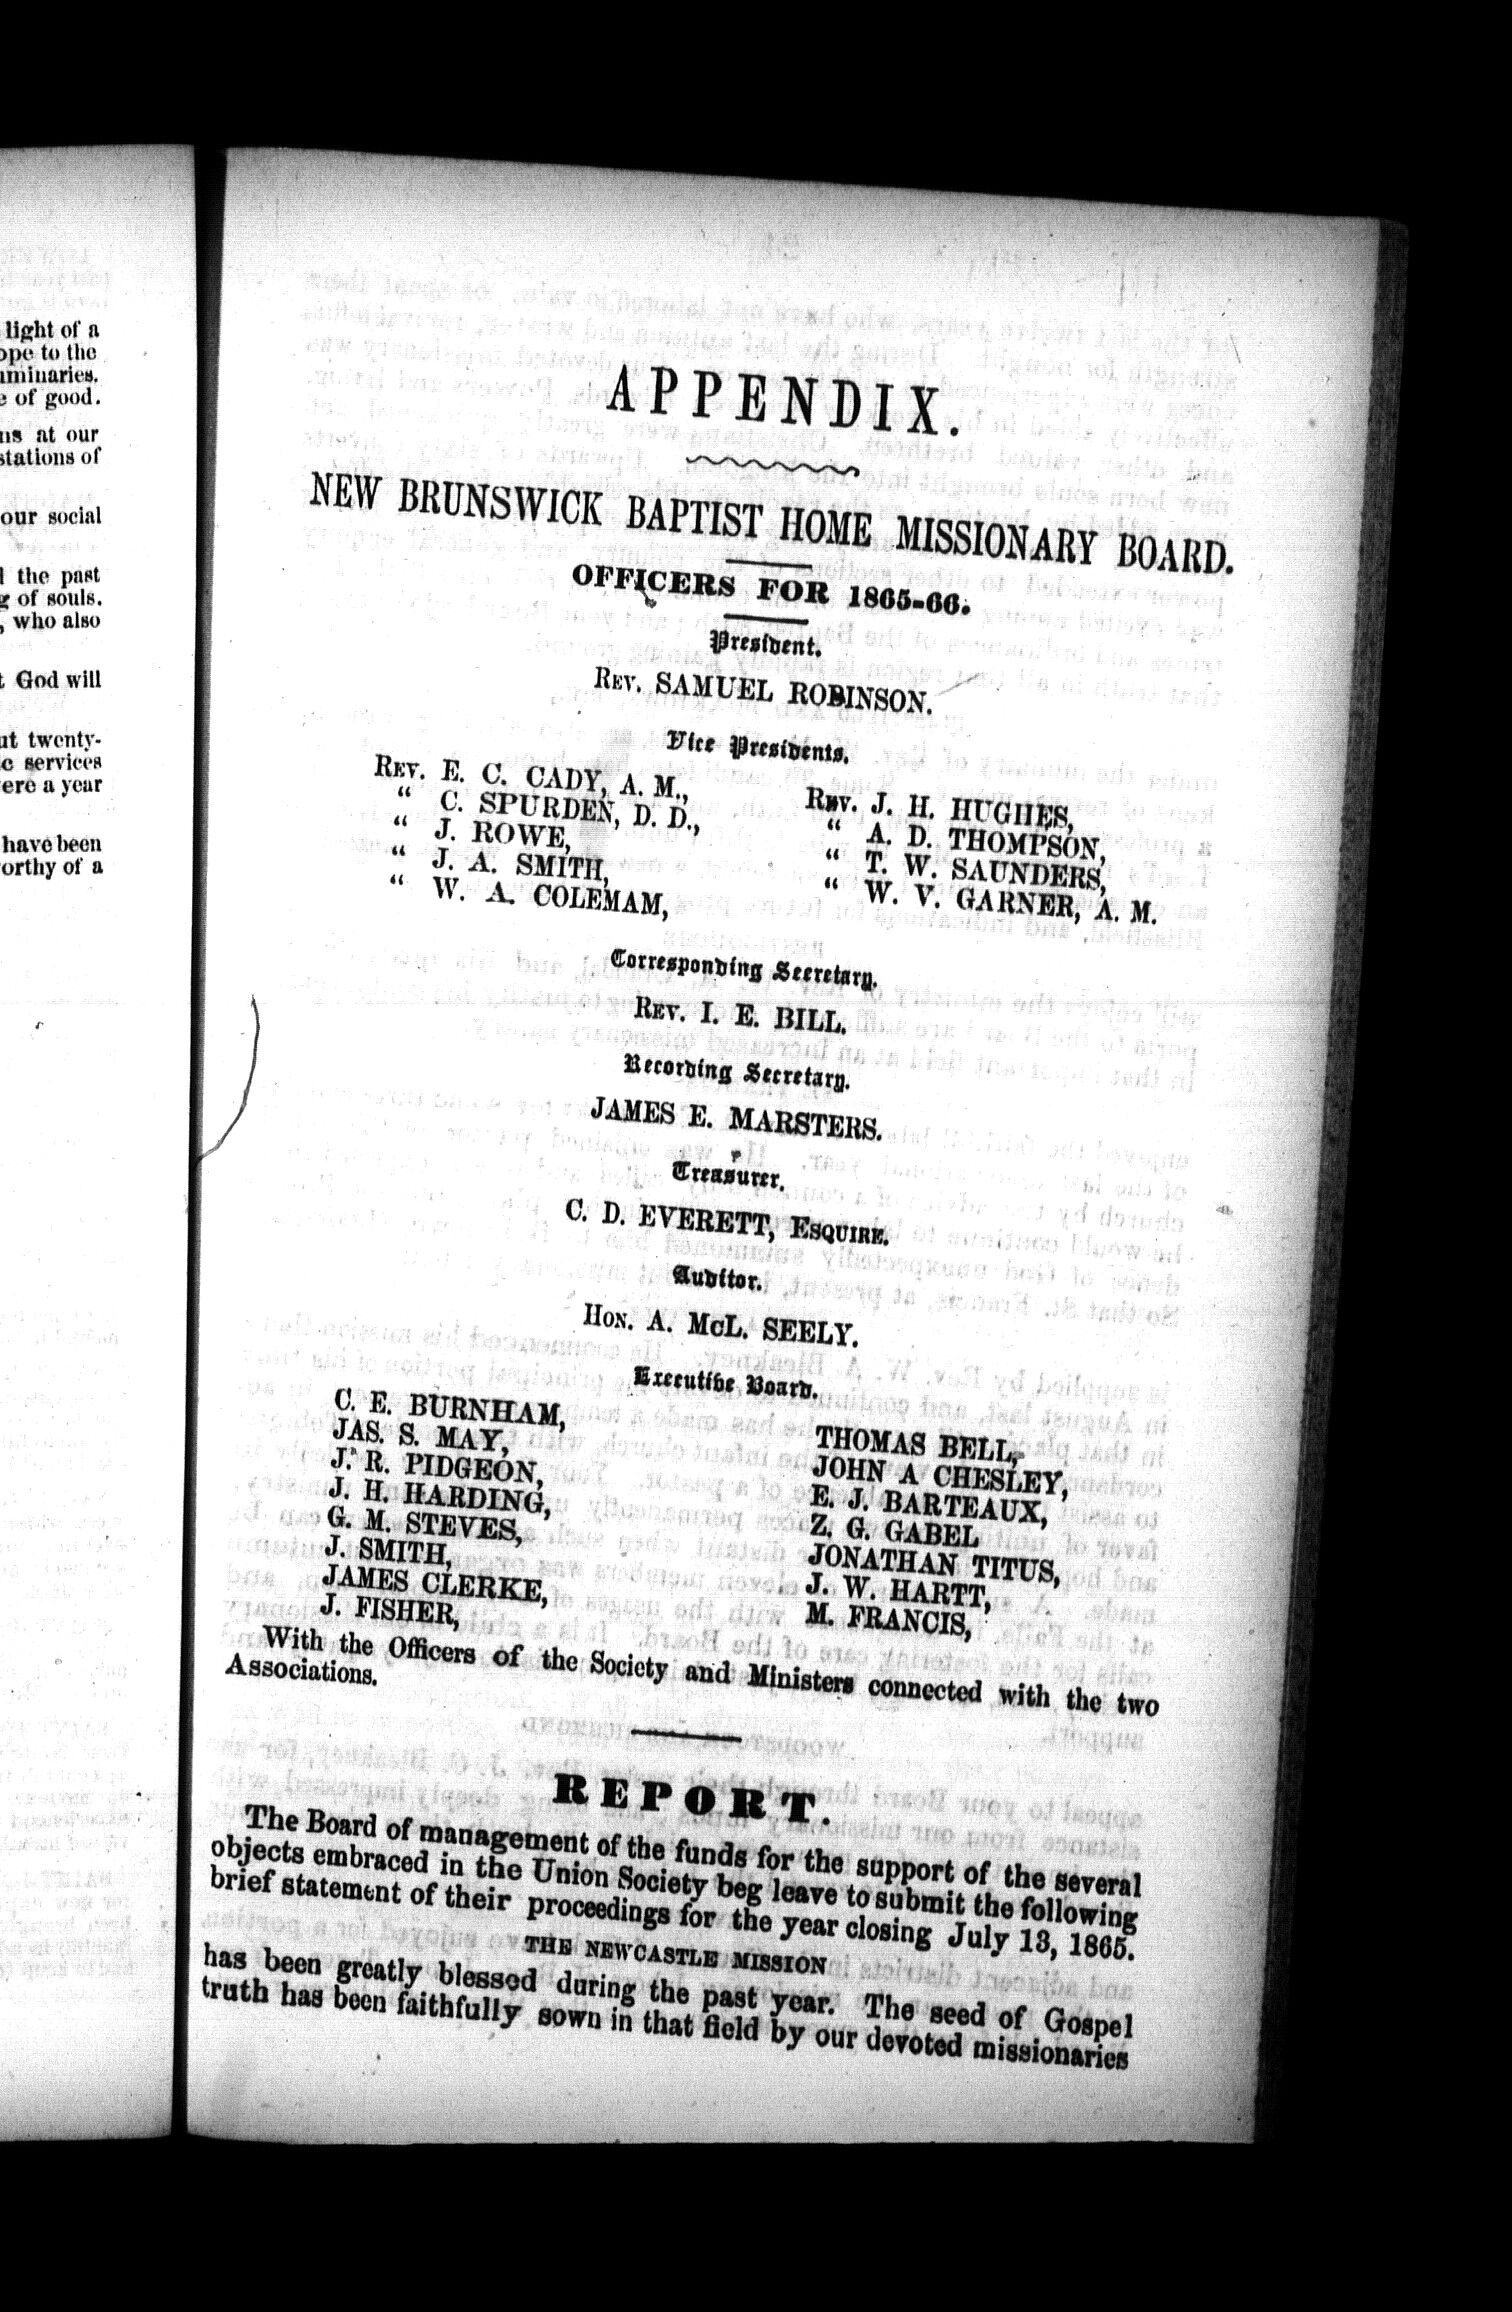 light of a
ope to the
uminaries.
e of good.
ns at our
stations of
our social
the past
g of souls.
, who also
God will
ut twenty-
c services
ere a year
have been
orthy of a
APPENDIX.
NEW BRUNSWICK BAPTIST HOME MISSIONARY BOARD.
OFFICERS FOR 1865-66.
President.
REV. SAMUEL ROBINSON.
Vice Presidents.
REV. E. C. CADY, A. M., REV. J. H. HUGHES,
" C. SPURDEN, D. D., " A. D. THOMPSON,
" J. ROWE, " T. W. SAUNDERS,
" J. A. SMITH, " W. V. GARNER, A. M.
" W. A. COLEMAM,
Corresponding Secretary.
REV. I. E. BILL.
Recording Secretary.
JAMES E. MARSTERS.
Treasurer.
C. D. EVERETT, ESQUIRE.
Auditor.
HON. A. McL. SEELY.
Executive Board.
C. E. BURNHAM, THOMAS BELL,
JAS. S. MAY, JOHN A CHESLEY,
J. R. PIDGEON, E. J. BARTEAUX,
J. H. HARDING, Z. G. GABEL
G. M. STEVES, JONATHAN TITUS,
J. SMITH, J. W. HARTT,
JAMES CLERKE, M. FRANCIS,
J. FISHER,
With the Officers of the Society and Ministers connected with the two
Associations.
REPORT.
The Board of management of the funds for the support of the several
objects embraced in the Union Society beg leave to submit the following
brief statement of their proceedings for the year closing July 13, 1865.
THE NEWCASTLE MISSION
has been greatly blessed during the past year. The seed of Gospel
truth has been faithfully sown in that field by our devoted missionaries